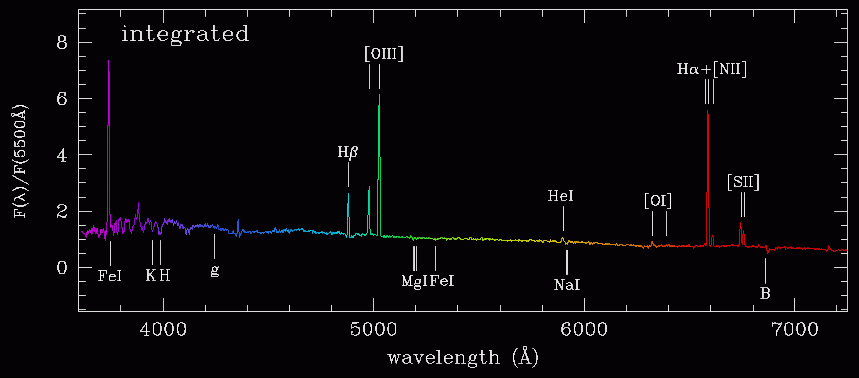 8
integrated
[OIII]
Hα+[NII]
6
F(λ)/F(5500Å)
4
Hβ
HeI
[OI]
[SII]
2
0
FeI
K H
g
MgI FeI
NaI
B
4000 5000 6000 7000
wavelength (Å)